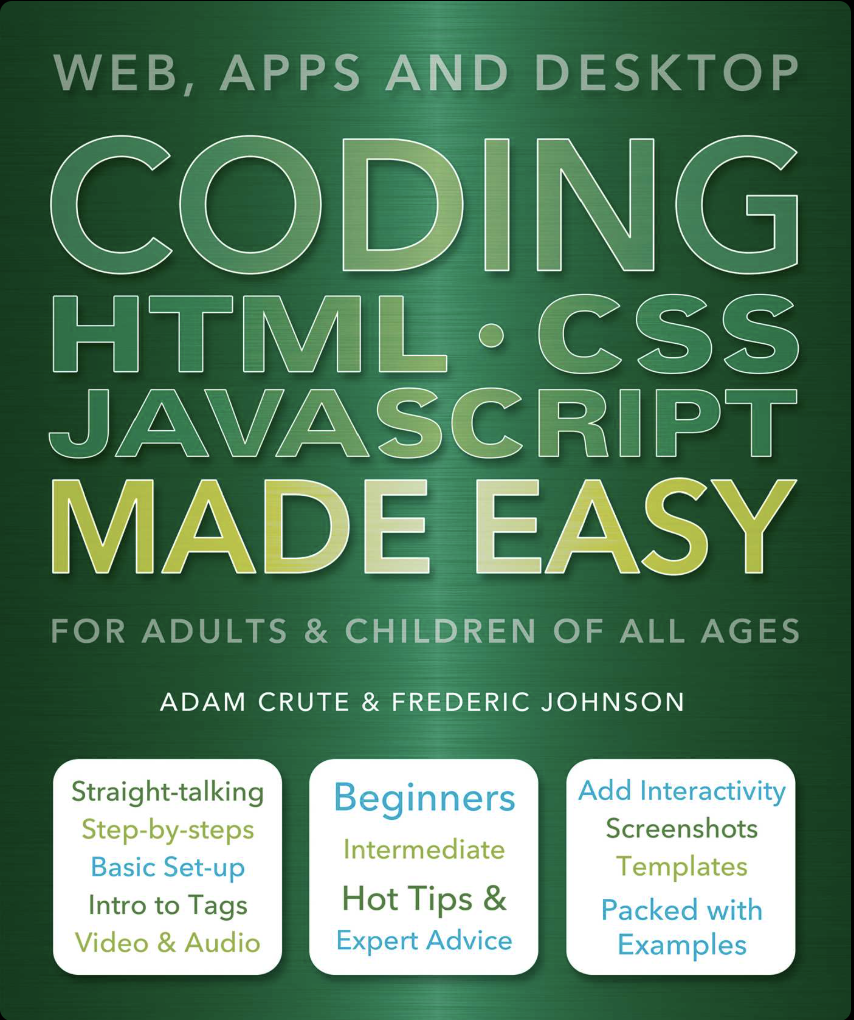 WEB, APPS AND DESKTOP
CODING
HTML · CSS
JAVASCRIPT
MADE EASY
FOR ADULTS & CHILDREN OF ALL AGES
ADAM CRUTE & FREDERIC JOHNSON
Straight-talking
Step-by-steps
Basic Set-up
Intro to Tags
Video & Audio
Beginners
Intermediate
Hot Tips &
Expert Advice
Add Interactivity
Screenshots
Templates
Packed with
Examples